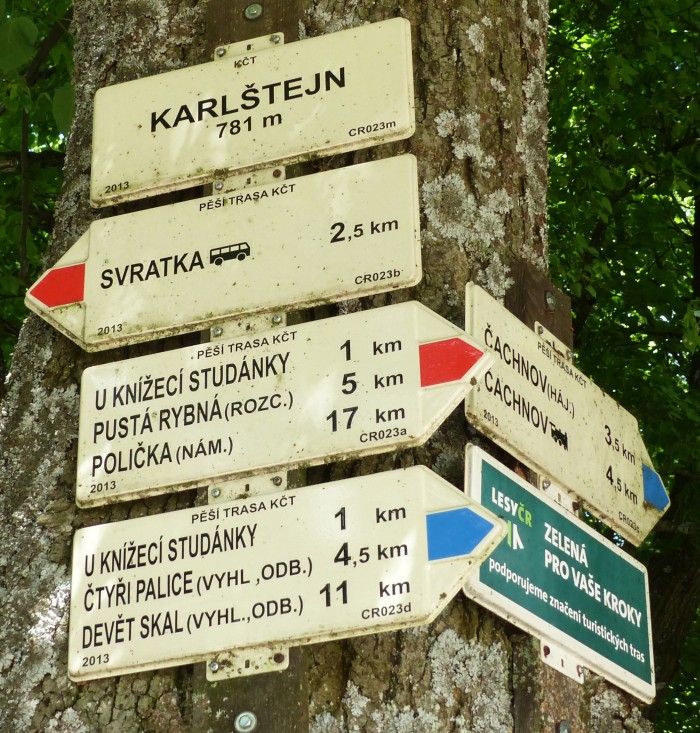 KČT
KARLŠTEJN
781 m
2013
CR023m
PĚŠÍ TRASA KČT
SVRATKA 2,5 km
2013
CR023b
PĚŠÍ TRASA KČT
U KNÍŽECÍ STUDÁNKY 1 km
PUSTÁ RYBNÁ (ROZC.) 5 km
POLIČKA (NÁM.) 17 km
2013
CR023a
PĚŠÍ TRASA KČT
U KNÍŽECÍ STUDÁNKY 1 km
ČTYŘI PALICE (VYHL ,ODB.) 4,5 km
DEVĚT SKAL (VYHL.,ODB.) 11 km
2013
CR023d
PĚŠÍ TRASA KČT
ČACHNOV (HÁJ.) 3,5 km
ČACHNOV 4,5 km
2013
LESY ČR
ZELENÁ
PRO VAŠE KROKY
podporujeme značení turistických tras